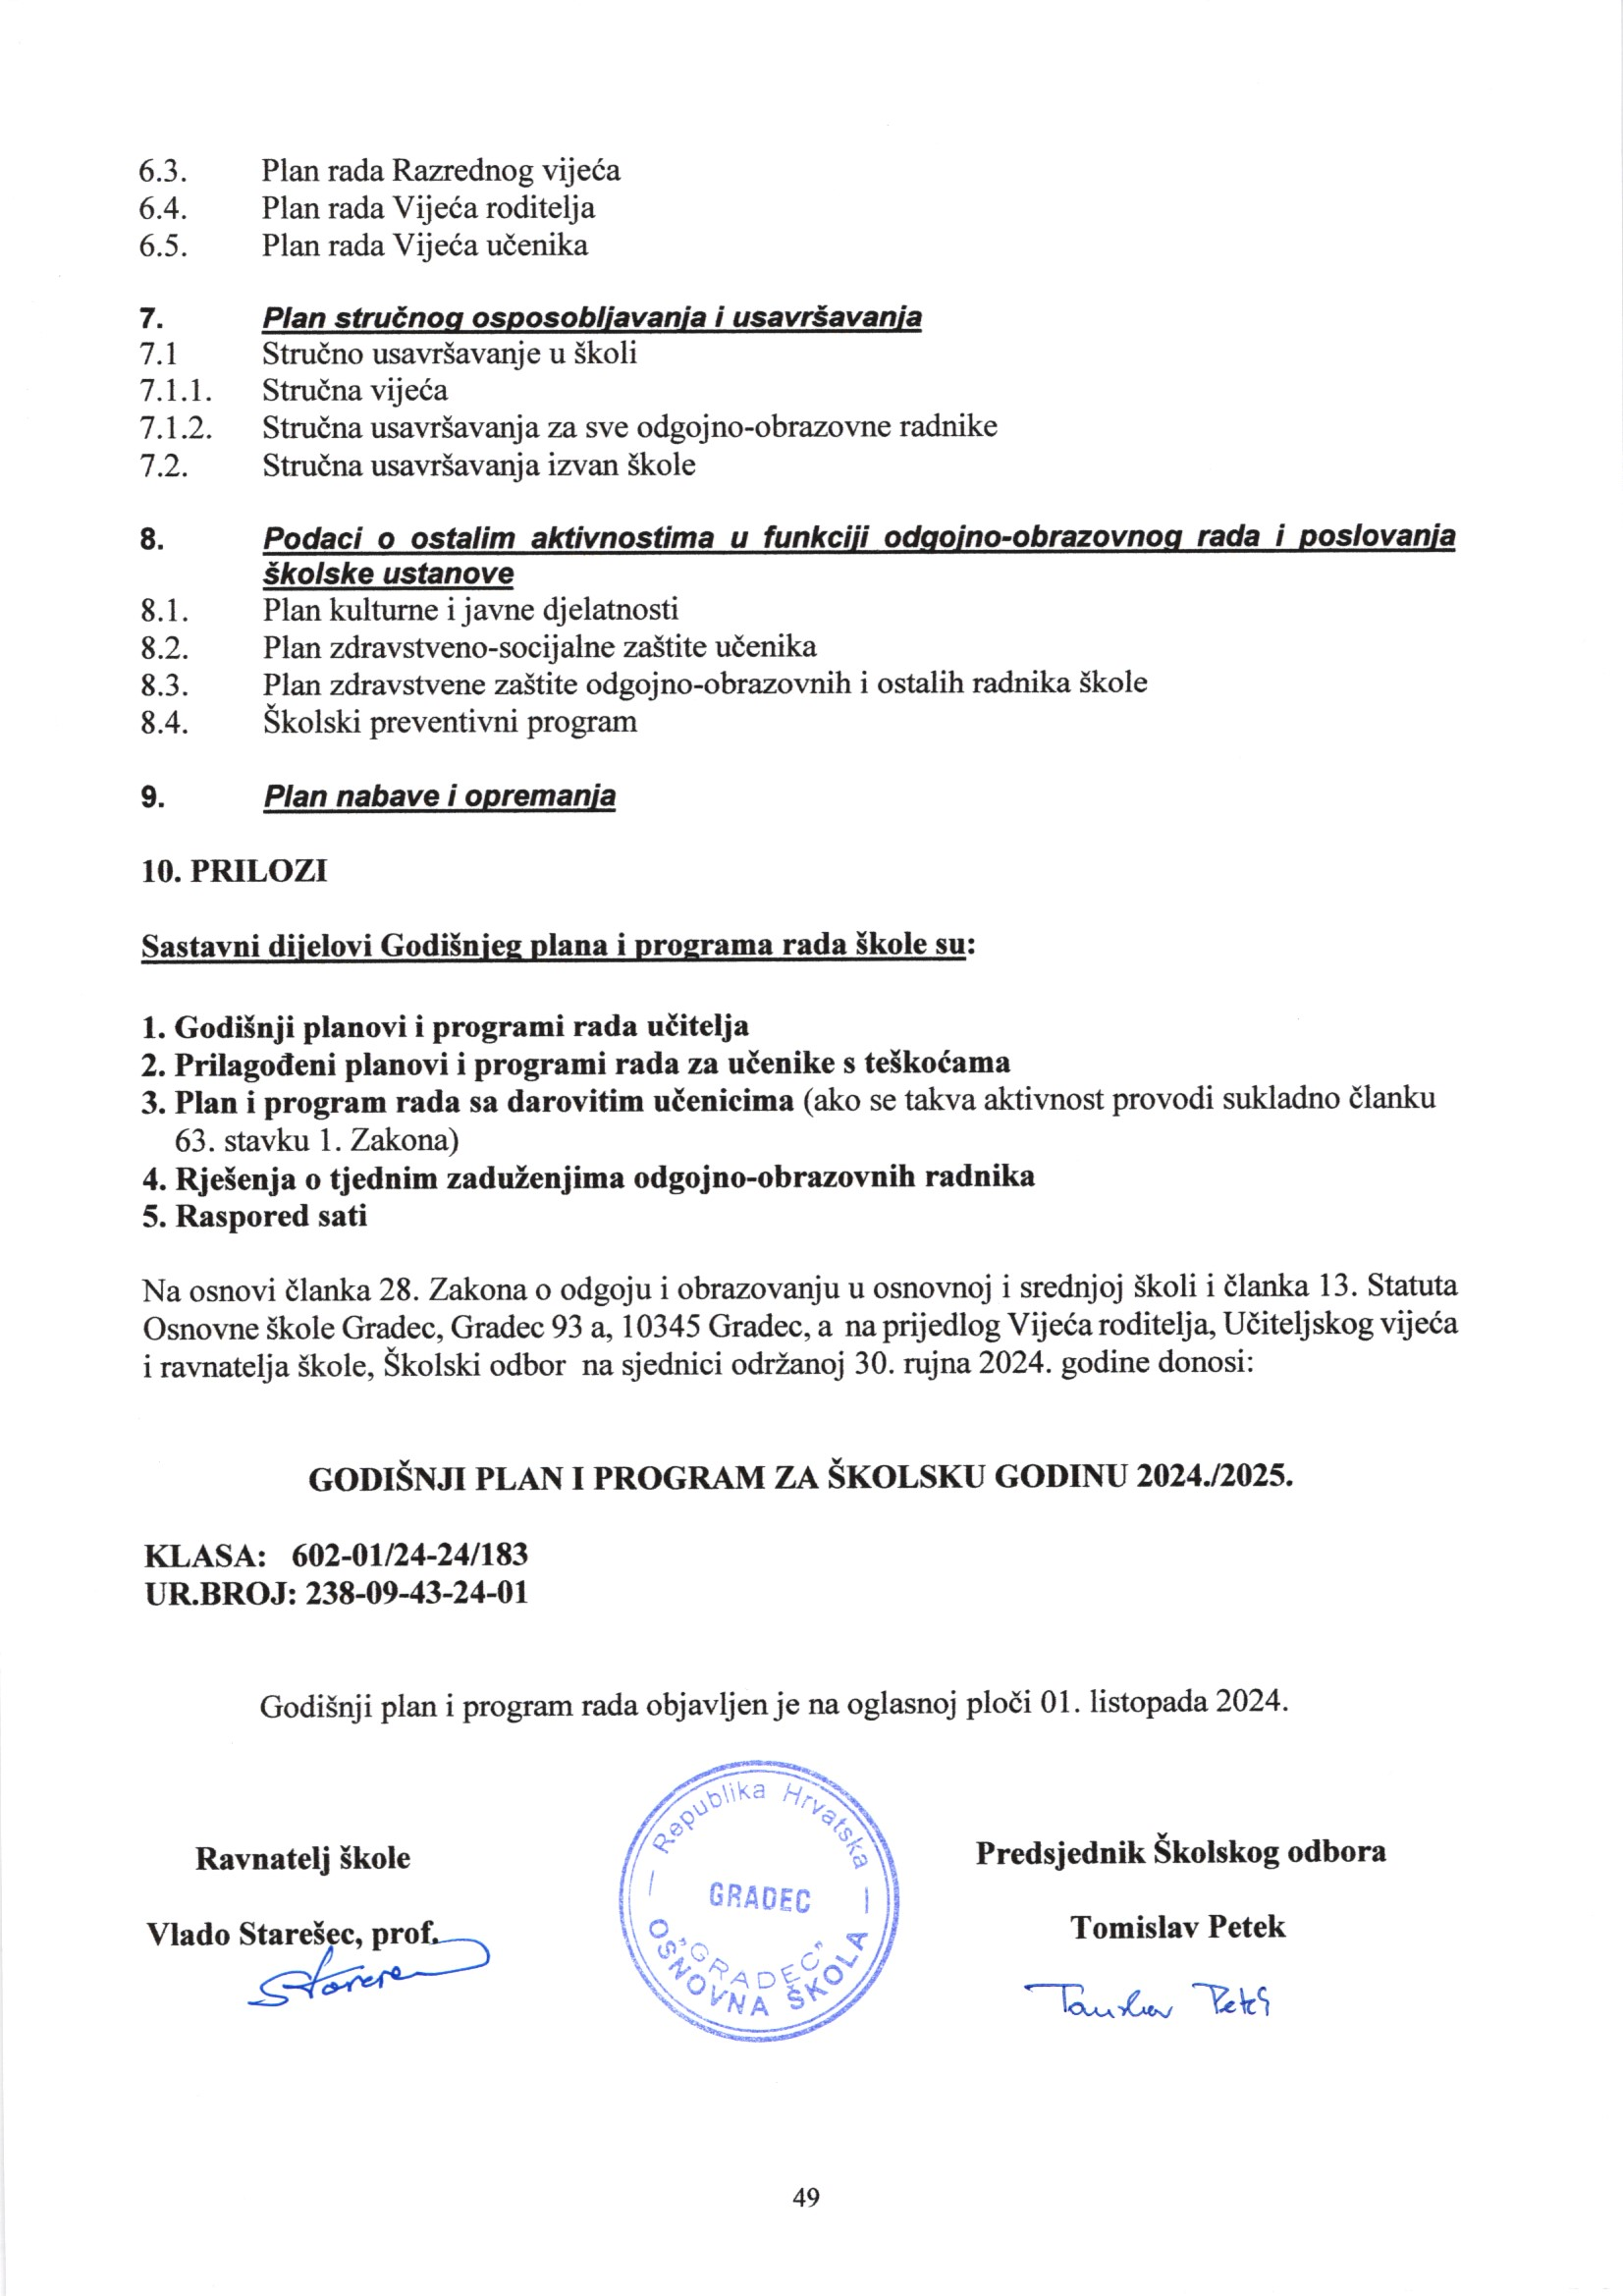 6.3. Plan rada Razrednog vijeća
6.4. Plan rada Vijeća roditelja
6.5. Plan rada Vijeća učenika
7. Plan stručnog osposobljavanja i usavršavanja
7.1 Stručno usavršavanje u školi
7.1.1. Stručna vijeća
7.1.2. Stručna usavršavanja za sve odgojno-obrazovne radnike
7.2. Stručna usavršavanja izvan škole
8. Podaci o ostalim aktivnostima u funkciji odgojno-obrazovnog rada i poslovanja
školske ustanove
8.1. Plan kulturne i javne djelatnosti
8.2. Plan zdravstveno-socijalne zaštite učenika
8.3. Plan zdravstvene zaštite odgojno-obrazovnih i ostalih radnika škole
8.4. Školski preventivni program
9. Plan nabave i opremanja
10. PRILOZI
Sastavni dijelovi Godišnjeg plana i programa rada škole su:
1. Godišnji planovi i programi rada učitelja
2. Prilagođeni planovi i programi rada za učenike s teškoćama
3. Plan i program rada sa darovitim učenicima (ako se takva aktivnost provodi sukladno članku
63. stavku 1. Zakona)
4. Rješenja o tjednim zaduženjima odgojno-obrazovnih radnika
5. Raspored sati
Na osnovi članka 28. Zakona o odgoju i obrazovanju u osnovnoj i srednjoj školi i članka 13. Statuta
Osnovne škole Gradec, Gradec 93 a, 10345 Gradec, a na prijedlog Vijeća roditelja, Učiteljskog vijeća
i ravnatelja škole, Školski odbor na sjednici održanoj 30. rujna 2024. godine donosi:
GODIŠNJI PLAN I PROGRAM ZA ŠKOLSKU GODINU 2024./2025.
KLASA: 602-01/24-24/183
UR.BROJ: 238-09-43-24-01
Godišnji plan i program rada objavljen je na oglasnoj ploči 01. listopada 2024.
Ravnatelj škole
Vlado Starešec, prof.
Republika Hrvatska
GRADEC
"GRADEC"
OSNOVNA ŠKOLA
Predsjednik Školskog odbora
Tomislav Petek
Tomislav Petek
49